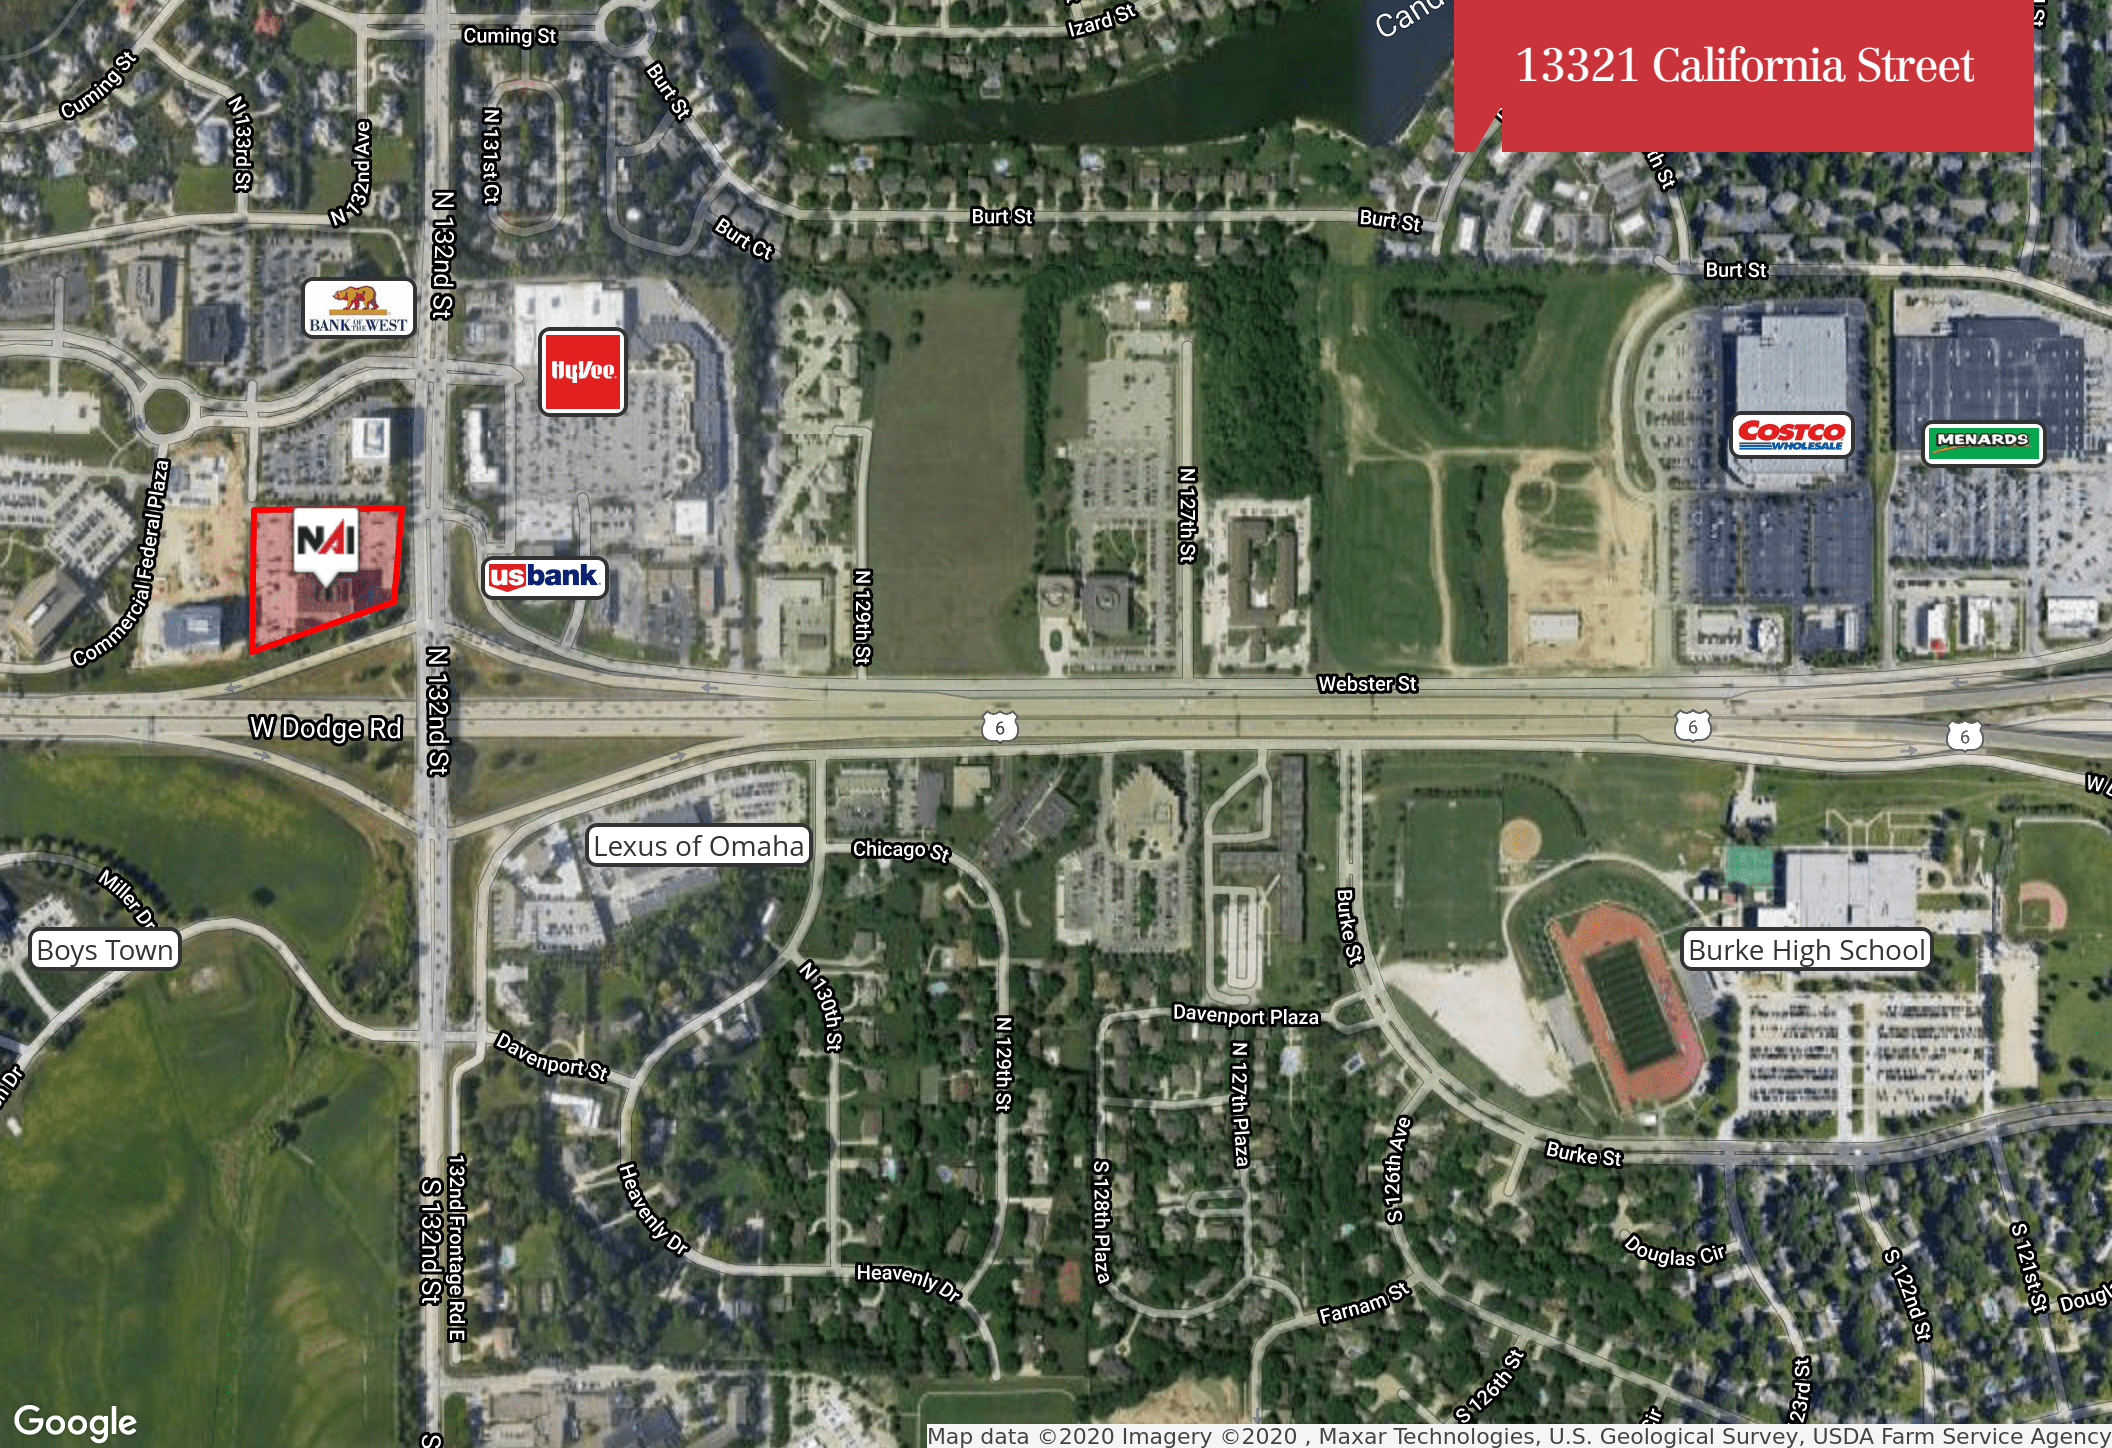 Izard St
Cand
13321 California Street
Cuming St
Cuming St
Burt St
N 133rd St
N 132nd Ave
N 131st Ct
N 132nd St
Burt St
Burt St
Burt Ct
Burt St
BANK OF THE WEST
HyVee
COSTCO
WHOLESALE
MENARDS
Commercial Federal Plaza
NAI
usbank
N 127th St
N 129th St
N 132nd St
Webster St
W Dodge Rd
6
6
6
Lexus of Omaha
Chicago St
Miller Dr
Boys Town
Burke St
Burke High School
N 130th St
Davenport Plaza
Davenport St
N 129th St
N 127th Plaza
S 126th Ave
Burke St
Heavenly Dr
S 128th Plaza
132nd Frontage Rd E
S 132nd St
Heavenly Dr
Farnam St
Douglas Cir
S 122nd St
S 121st St
Dougl
S 126th St
23rd St
Google
Map data ©2020 Imagery ©2020 , Maxar Technologies, U.S. Geological Survey, USDA Farm Service Agency